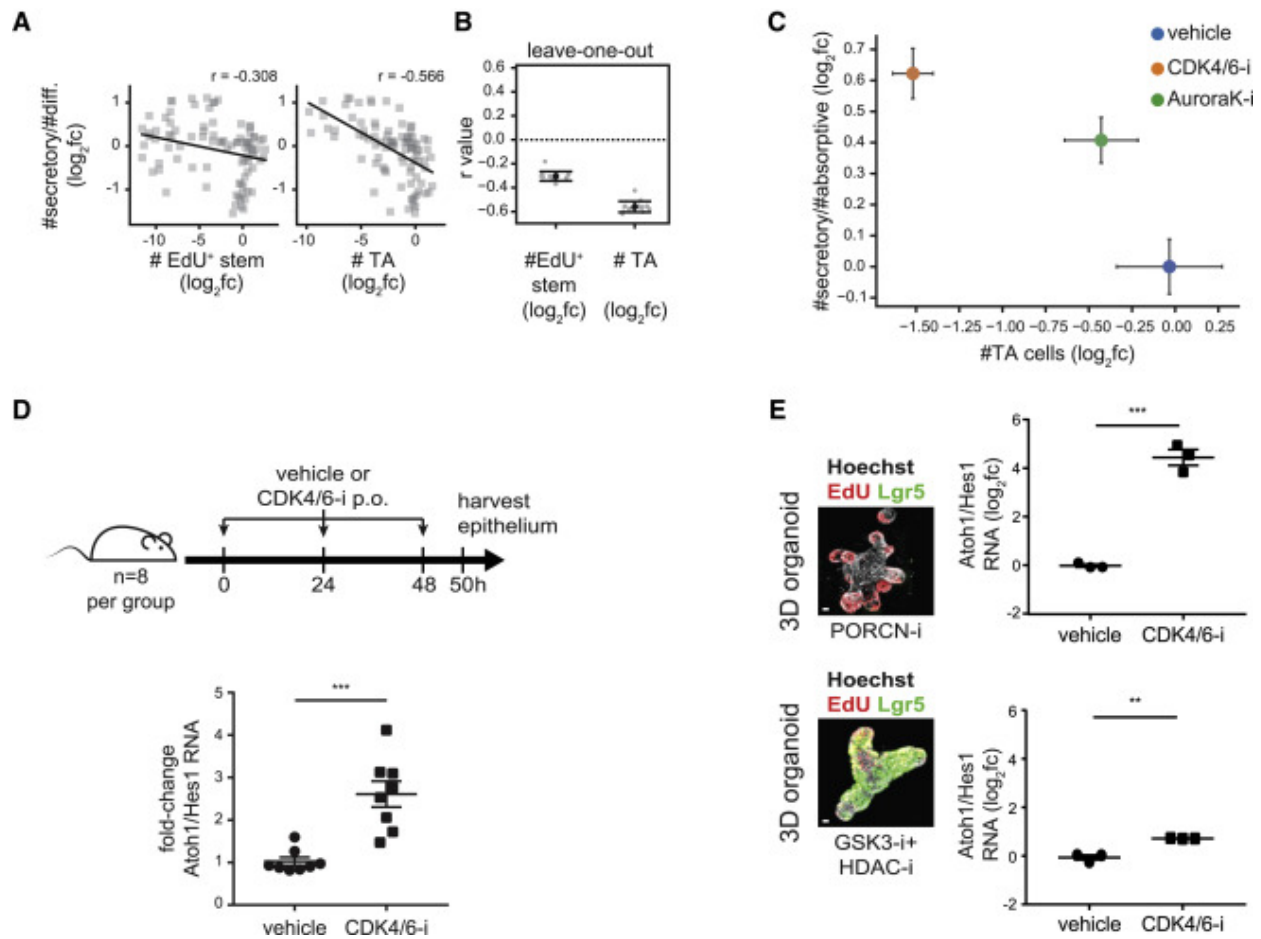 A
r = -0.308
r = -0.566
#secretory/#diff.
(log₂fc)
1
0
-1
1
0
-1
-10
-5
0
-10
-5
0
# EdU⁺ stem
(log₂fc)
# TA
(log₂fc)
B
leave-one-out
r value
0.6
0.4
0.2
0.0
−0.2
−0.4
−0.6
#EdU⁺
stem
(log₂fc)
# TA
(log₂fc)
C
#secretory/#absorptive (log₂fc)
0.7
0.6
0.5
0.4
0.3
0.2
0.1
0.0
−0.1
−1.50
−1.25
−1.00
−0.75
−0.50
−0.25
0.00
0.25
#TA cells (log₂fc)
vehicle
CDK4/6-i
AuroraK-i
D
vehicle or
CDK4/6-i p.o.
harvest
epithelium
n=8
per group
0
24
48
50h
fold-change
Atoh1/Hes1 RNA
5
4
3
2
1
0
***
vehicle
CDK4/6-i
E
3D organoid
Hoechst
EdU Lgr5
PORCN-i
Atoh1/Hes1
RNA (log₂fc)
6
4
2
0
-2
***
vehicle
CDK4/6-i
3D organoid
Hoechst
EdU Lgr5
GSK3-i+
HDAC-i
Atoh1/Hes1
RNA (log₂fc)
6
4
2
0
-2
**
vehicle
CDK4/6-i